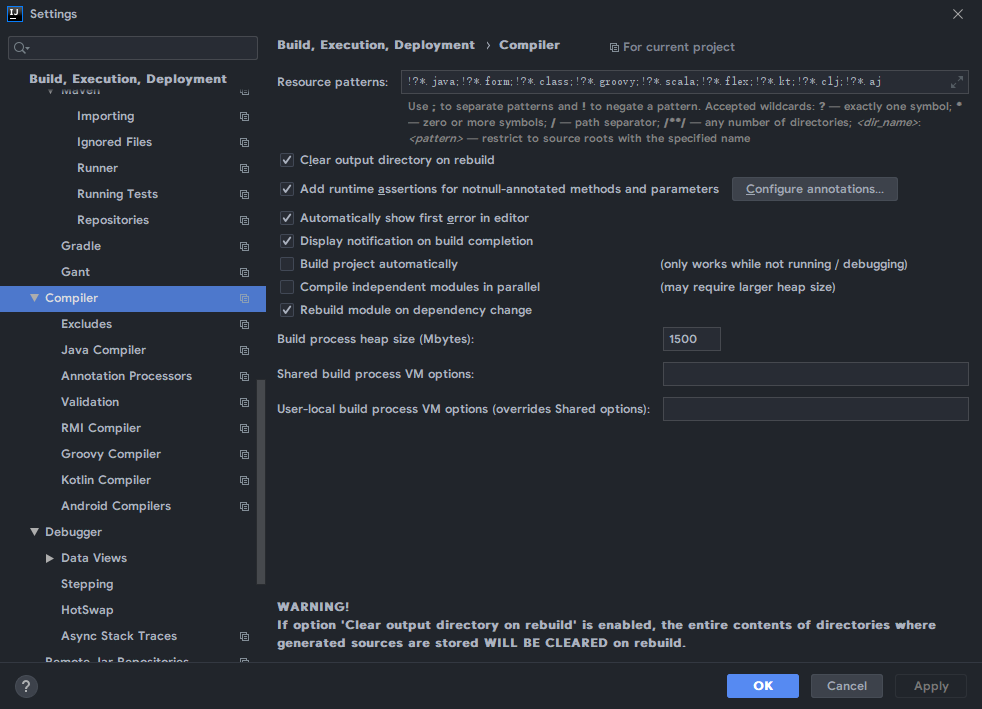 Settings
Build, Execution, Deployment
Maven
Importing
Ignored Files
Runner
Running Tests
Repositories
Gradle
Gant
Compiler
Excludes
Java Compiler
Annotation Processors
Validation
RMI Compiler
Groovy Compiler
Kotlin Compiler
Android Compilers
Debugger
Data Views
Stepping
HotSwap
Async Stack Traces
Remote Jar Repositories
Build, Execution, Deployment › Compiler For current project
Resource patterns: !?*.java;!?*.form;!?*.class;!?*.groovy;!?*.scala;!?*.flex;!?*.kt;!?*.clj;!?*.aj
Use ; to separate patterns and ! to negate a pattern. Accepted wildcards: ? — exactly one symbol; *
— zero or more symbols; / — path separator; /**/ — any number of directories; <dir_name>:
<pattern> — restrict to source roots with the specified name
Clear output directory on rebuild
Add runtime assertions for notnull-annotated methods and parameters Configure annotations...
Automatically show first error in editor
Display notification on build completion
Build project automatically (only works while not running / debugging)
Compile independent modules in parallel (may require larger heap size)
Rebuild module on dependency change
Build process heap size (Mbytes): 1500
Shared build process VM options:
User-local build process VM options (overrides Shared options):
WARNING!
If option 'Clear output directory on rebuild' is enabled, the entire contents of directories where
generated sources are stored WILL BE CLEARED on rebuild.
? OK Cancel Apply